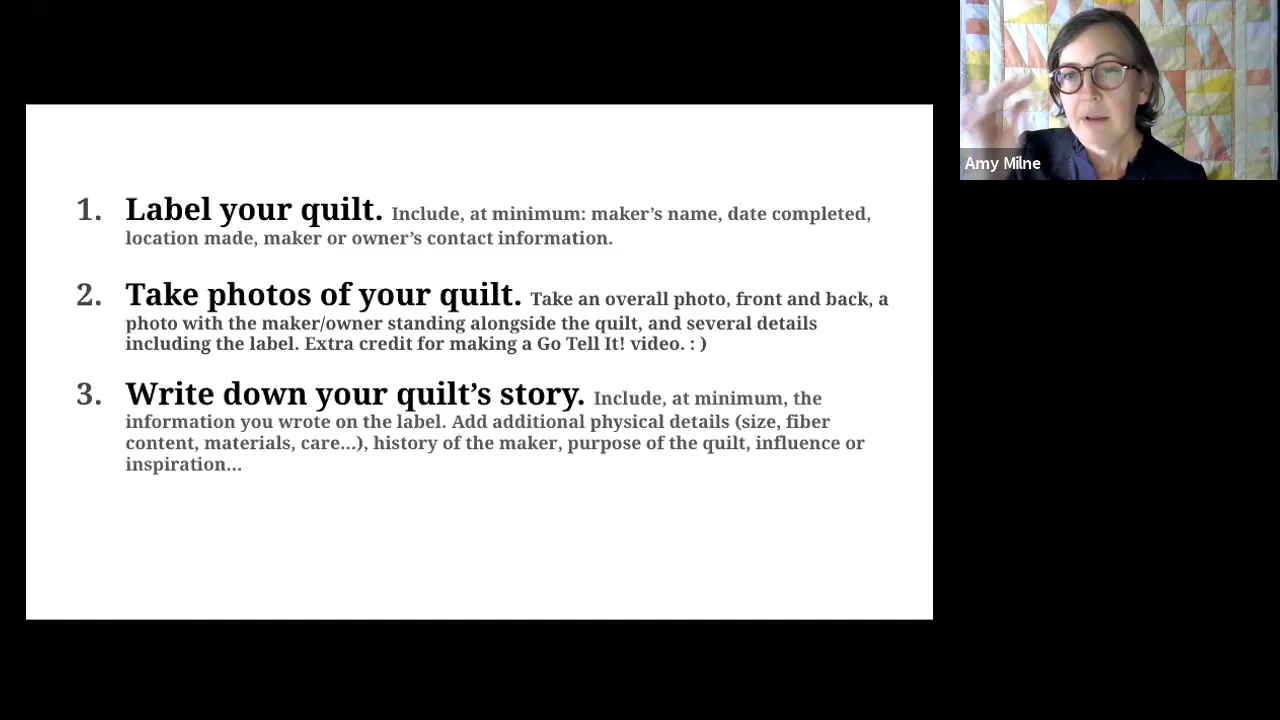 1. Label your quilt. Include, at minimum: maker’s name, date completed,
location made, maker or owner’s contact information.
2. Take photos of your quilt. Take an overall photo, front and back, a
photo with the maker/owner standing alongside the quilt, and several details
including the label. Extra credit for making a Go Tell It! video. : )
3. Write down your quilt’s story. Include, at minimum, the
information you wrote on the label. Add additional physical details (size, fiber
content, materials, care...), history of the maker, purpose of the quilt, influence or
inspiration...
Amy Milne